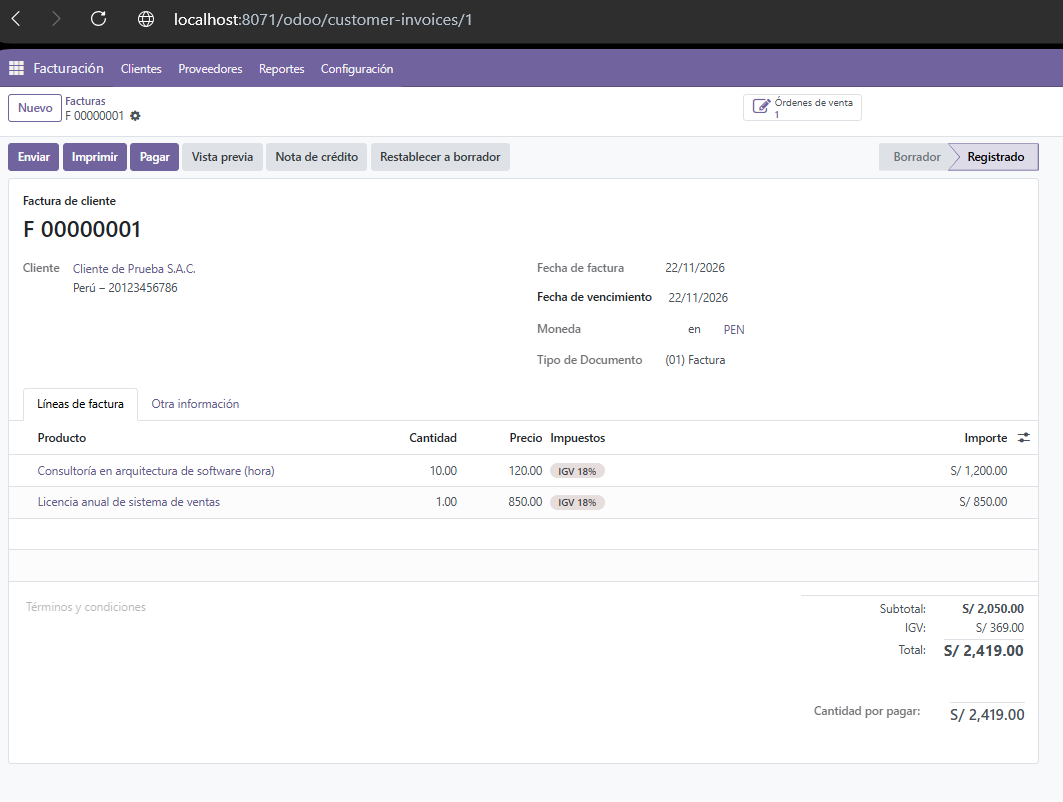 localhost:8071/odoo/customer-invoices/1
Facturación Clientes Proveedores Reportes Configuración
Nuevo
Facturas
F 00000001
Órdenes de venta
1
Enviar Imprimir Pagar Vista previa Nota de crédito Restablecer a borrador
Borrador Registrado
Factura de cliente
F 00000001
Cliente Cliente de Prueba S.A.C.
Perú – 20123456786
Fecha de factura 22/11/2026
Fecha de vencimiento 22/11/2026
Moneda en PEN
Tipo de Documento (01) Factura
Líneas de factura Otra información
Producto Cantidad Precio Impuestos Importe
Consultoría en arquitectura de software (hora) 10.00 120.00 IGV 18% S/ 1,200.00
Licencia anual de sistema de ventas 1.00 850.00 IGV 18% S/ 850.00
Términos y condiciones
Subtotal: S/ 2,050.00
IGV: S/ 369.00
Total: S/ 2,419.00
Cantidad por pagar: S/ 2,419.00